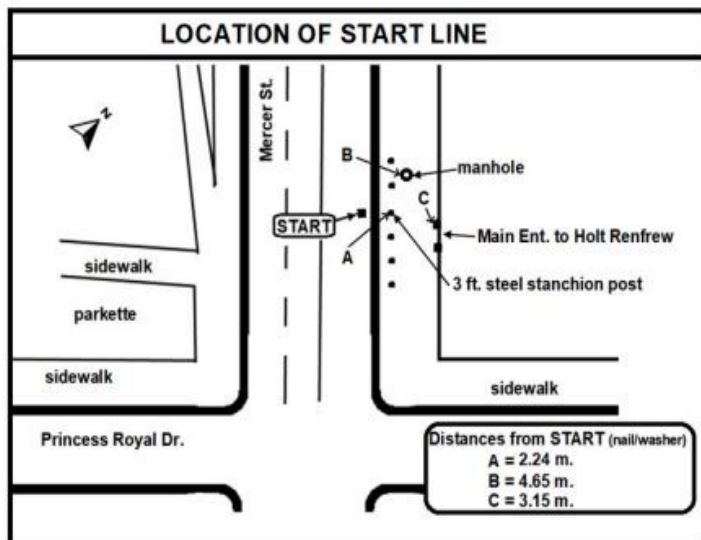 LOCATION OF START LINE
N
Mercer St.
B
manhole
C
START
Main Ent. to Holt Renfrew
A
sidewalk
3 ft. steel stanchion post
parkette
sidewalk
sidewalk
Princess Royal Dr.
Distances from START (nail/washer)
A = 2.24 m.
B = 4.65 m.
C = 3.15 m.